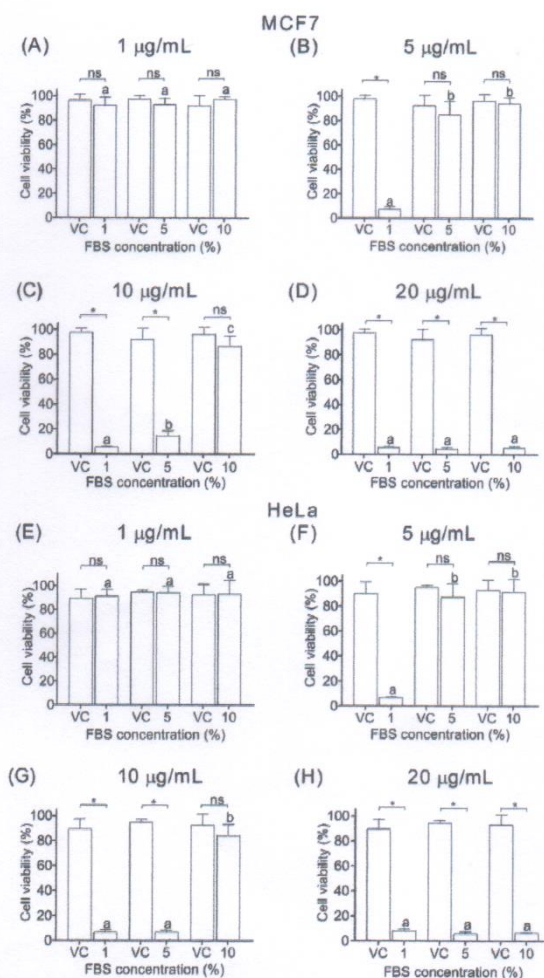 MCF7
(A) 1 μg/mL
ns ns ns
a a a
Cell viability (%)
100
80
60
40
20
0
VC 1 VC 5 VC 10
FBS concentration (%)
(B) 5 μg/mL
* ns ns
a b b
Cell viability (%)
100
80
60
40
20
0
VC 1 VC 5 VC 10
FBS concentration (%)
(C) 10 μg/mL
* * ns
a b c
Cell viability (%)
100
80
60
40
20
0
VC 1 VC 5 VC 10
FBS concentration (%)
(D) 20 μg/mL
* * *
a a a
Cell viability (%)
100
80
60
40
20
0
VC 1 VC 5 VC 10
FBS concentration (%)
HeLa
(E) 1 μg/mL
ns ns ns
a a a
Cell viability (%)
100
80
60
40
20
0
VC 1 VC 5 VC 10
FBS concentration (%)
(F) 5 μg/mL
* ns ns
a b b
Cell viability (%)
100
80
60
40
20
0
VC 1 VC 5 VC 10
FBS concentration (%)
(G) 10 μg/mL
* * ns
a a b
Cell viability (%)
100
80
60
40
20
0
VC 1 VC 5 VC 10
FBS concentration (%)
(H) 20 μg/mL
* * *
a a a
Cell viability (%)
100
80
60
40
20
0
VC 1 VC 5 VC 10
FBS concentration (%)